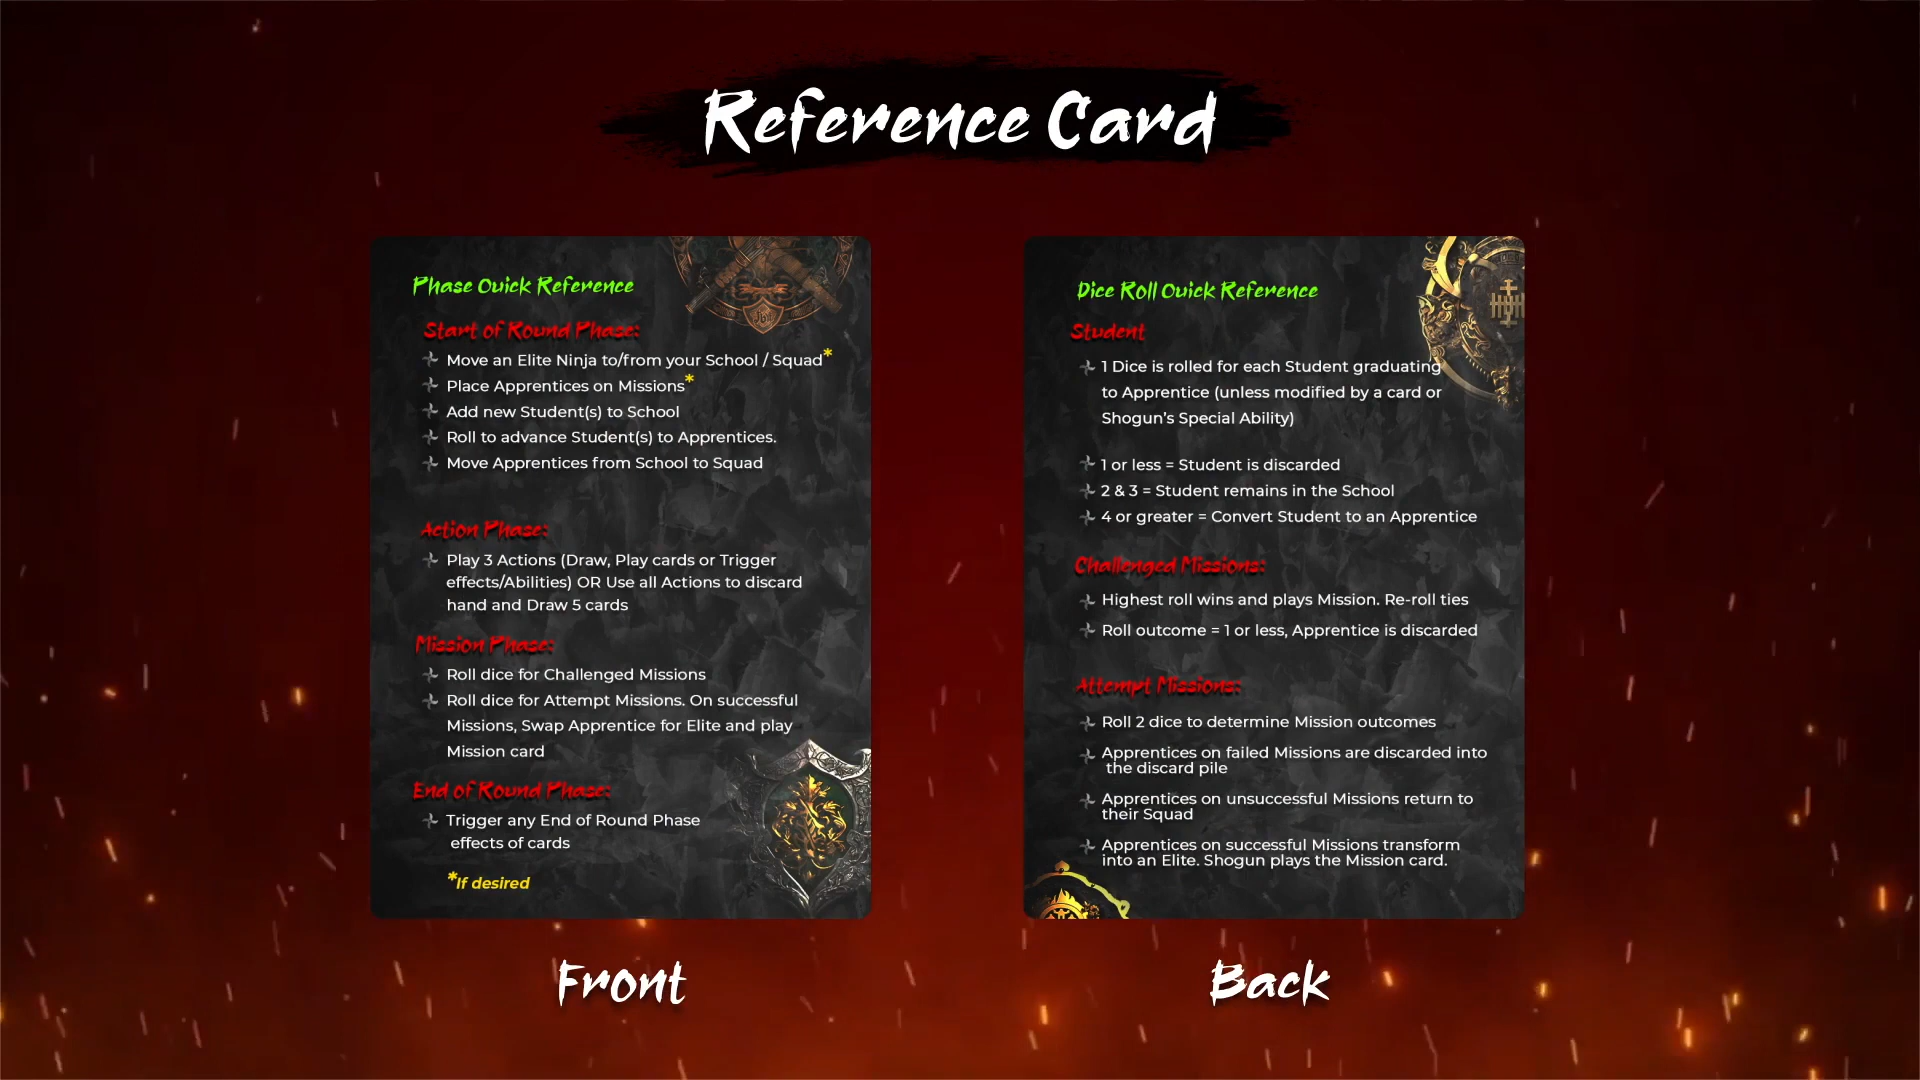 Reference Card
Phase Quick Reference
Start of Round Phase:
Move an Elite Ninja to/from your School / Squad*
Place Apprentices on Missions*
Add new Student(s) to School
Roll to advance Student(s) to Apprentices.
Move Apprentices from School to Squad
Action Phase:
Play 3 Actions (Draw, Play cards or Trigger
effects/Abilities) OR Use all Actions to discard
hand and Draw 5 cards
Mission Phase:
Roll dice for Challenged Missions
Roll dice for Attempt Missions. On successful
Missions, Swap Apprentice for Elite and play
Mission card
End of Round Phase:
Trigger any End of Round Phase
effects of cards
*If desired
Front
Dice Roll Quick Reference
Student
1 Dice is rolled for each Student graduating
to Apprentice (unless modified by a card or
Shogun’s Special Ability)
1 or less = Student is discarded
2 & 3 = Student remains in the School
4 or greater = Convert Student to an Apprentice
Challenged Missions:
Highest roll wins and plays Mission. Re-roll ties
Roll outcome = 1 or less, Apprentice is discarded
Attempt Missions:
Roll 2 dice to determine Mission outcomes
Apprentices on failed Missions are discarded into
the discard pile
Apprentices on unsuccessful Missions return to
their Squad
Apprentices on successful Missions transform
into an Elite. Shogun plays the Mission card.
Back